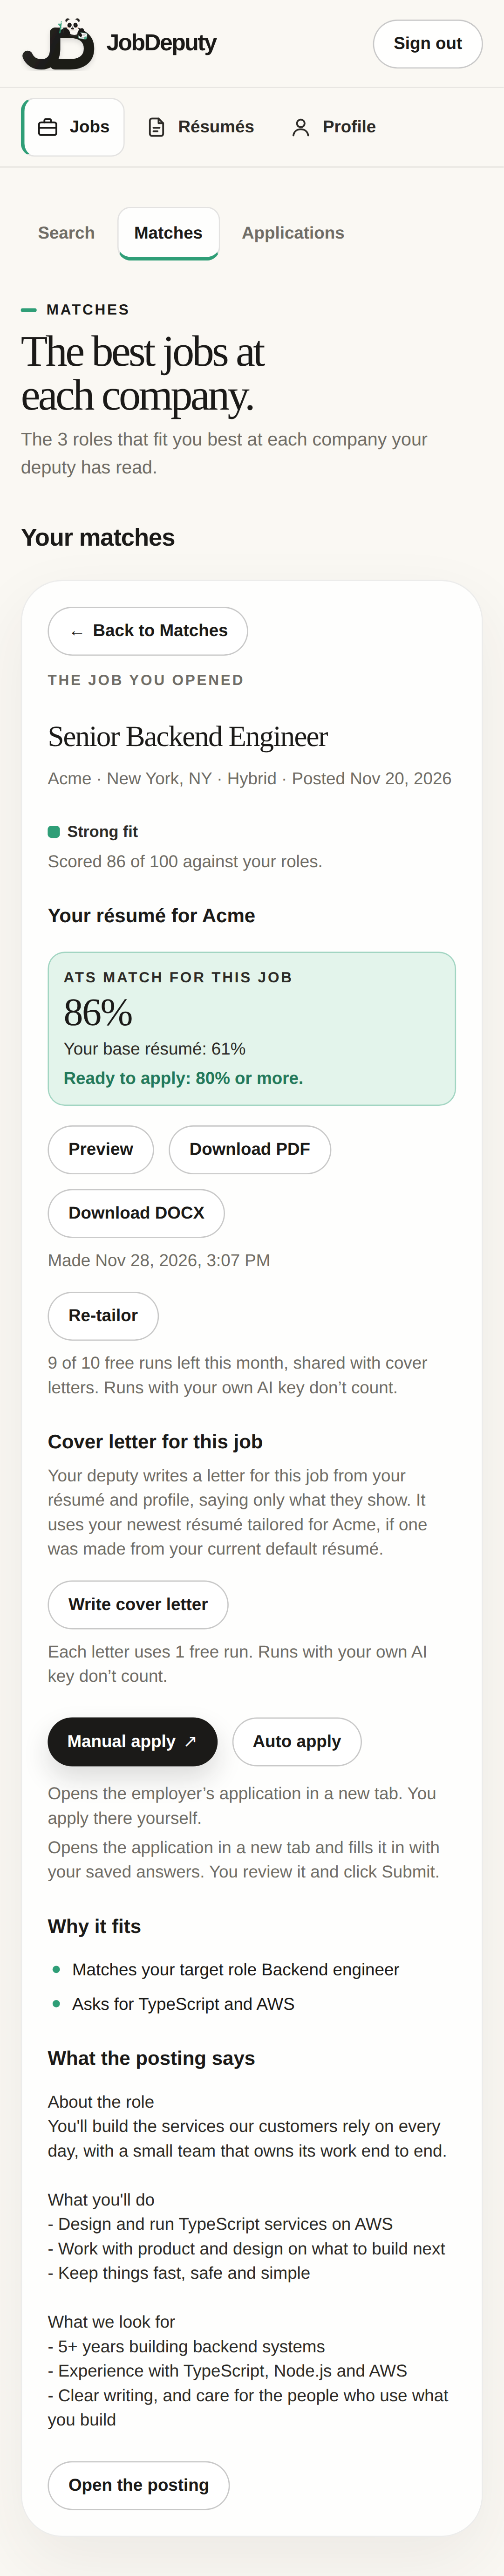 JobDeputy
Sign out
Jobs
Résumés
Profile
Search
Matches
Applications
MATCHES
The best jobs at
each company.
The 3 roles that fit you best at each company your
deputy has read.
Your matches
← Back to Matches
THE JOB YOU OPENED
Senior Backend Engineer
Acme · New York, NY · Hybrid · Posted Nov 20, 2026
Strong fit
Scored 86 of 100 against your roles.
Your résumé for Acme
ATS MATCH FOR THIS JOB
86%
Your base résumé: 61%
Ready to apply: 80% or more.
Preview
Download PDF
Download DOCX
Made Nov 28, 2026, 3:07 PM
Re-tailor
9 of 10 free runs left this month, shared with cover
letters. Runs with your own AI key don’t count.
Cover letter for this job
Your deputy writes a letter for this job from your
résumé and profile, saying only what they show. It
uses your newest résumé tailored for Acme, if one
was made from your current default résumé.
Write cover letter
Each letter uses 1 free run. Runs with your own AI
key don’t count.
Manual apply ↗
Auto apply
Opens the employer’s application in a new tab. You
apply there yourself.
Opens the application in a new tab and fills it in with
your saved answers. You review it and click Submit.
Why it fits
Matches your target role Backend engineer
Asks for TypeScript and AWS
What the posting says
About the role
You'll build the services our customers rely on every
day, with a small team that owns its work end to end.
What you'll do
- Design and run TypeScript services on AWS
- Work with product and design on what to build next
- Keep things fast, safe and simple
What we look for
- 5+ years building backend systems
- Experience with TypeScript, Node.js and AWS
- Clear writing, and care for the people who use what
you build
Open the posting